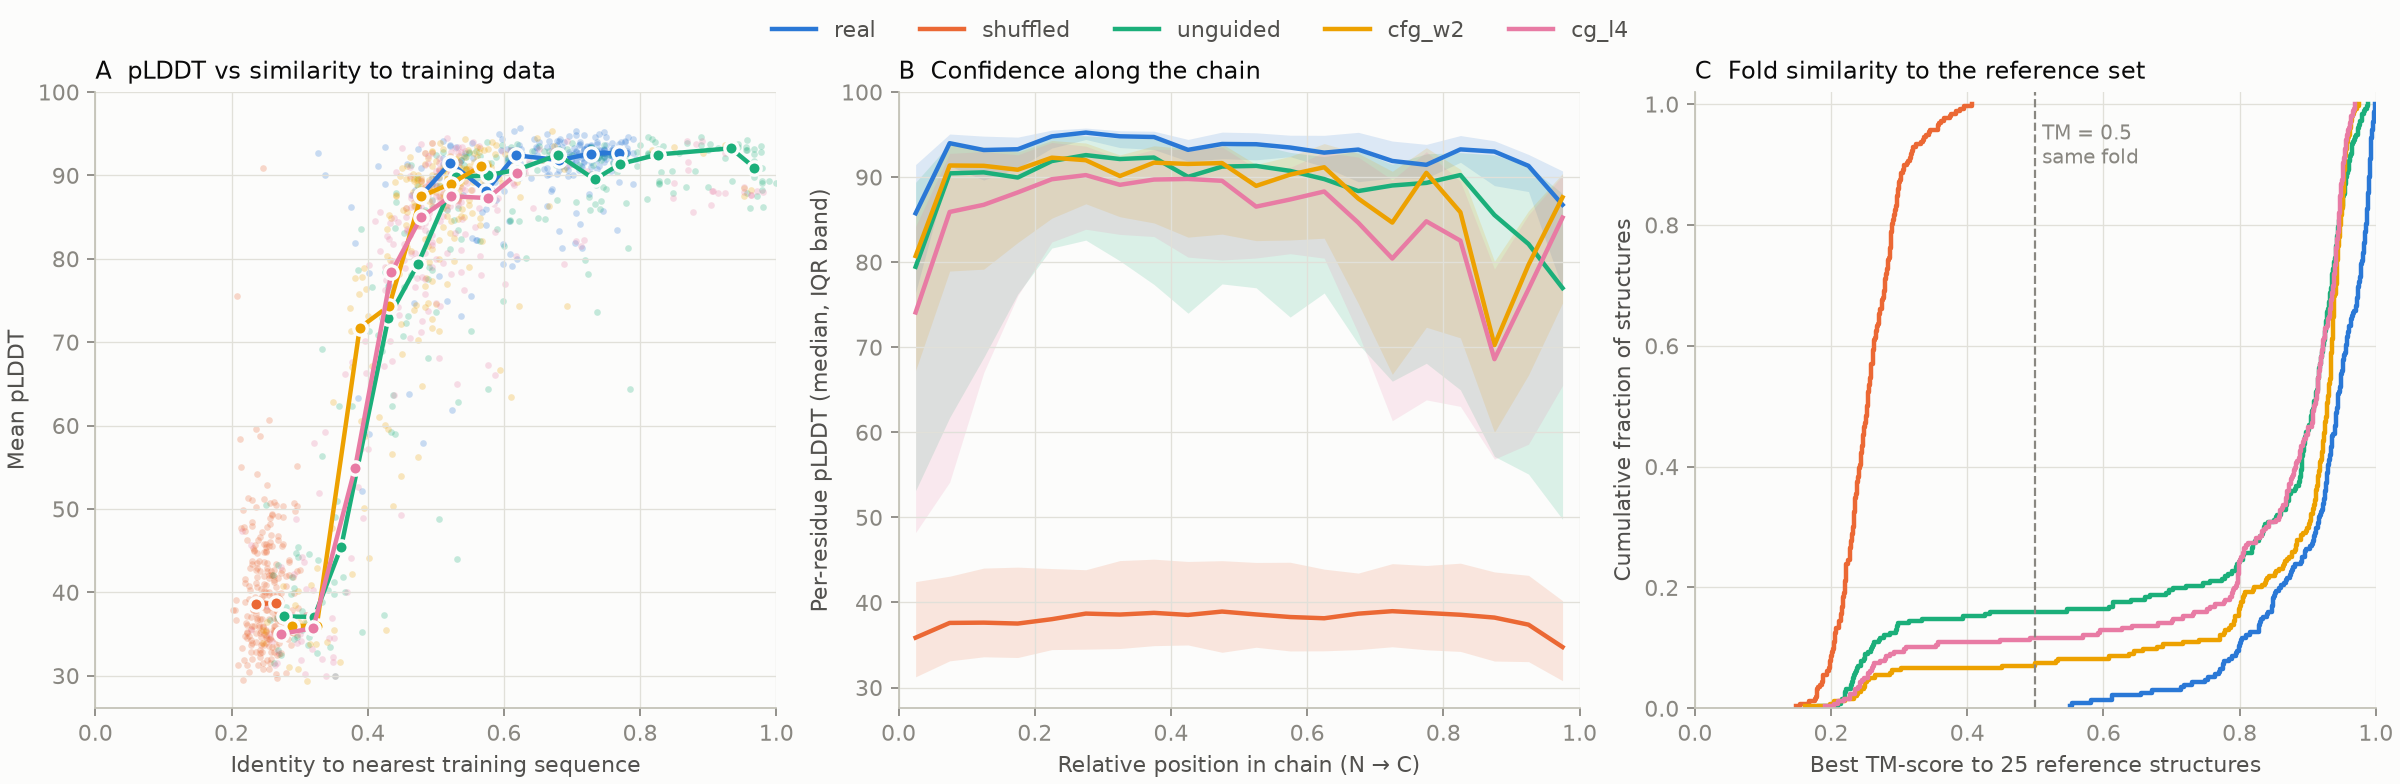 real shuffled unguided cfg_w2 cg_l4
A pLDDT vs similarity to training data
100
90
80
70
60
50
40
30
Mean pLDDT
0.0 0.2 0.4 0.6 0.8 1.0
Identity to nearest training sequence
B Confidence along the chain
100
90
80
70
60
50
40
30
Per-residue pLDDT (median, IQR band)
0.0 0.2 0.4 0.6 0.8 1.0
Relative position in chain (N → C)
C Fold similarity to the reference set
1.0
0.8
0.6
0.4
0.2
0.0
Cumulative fraction of structures
TM = 0.5
same fold
0.0 0.2 0.4 0.6 0.8 1.0
Best TM-score to 25 reference structures